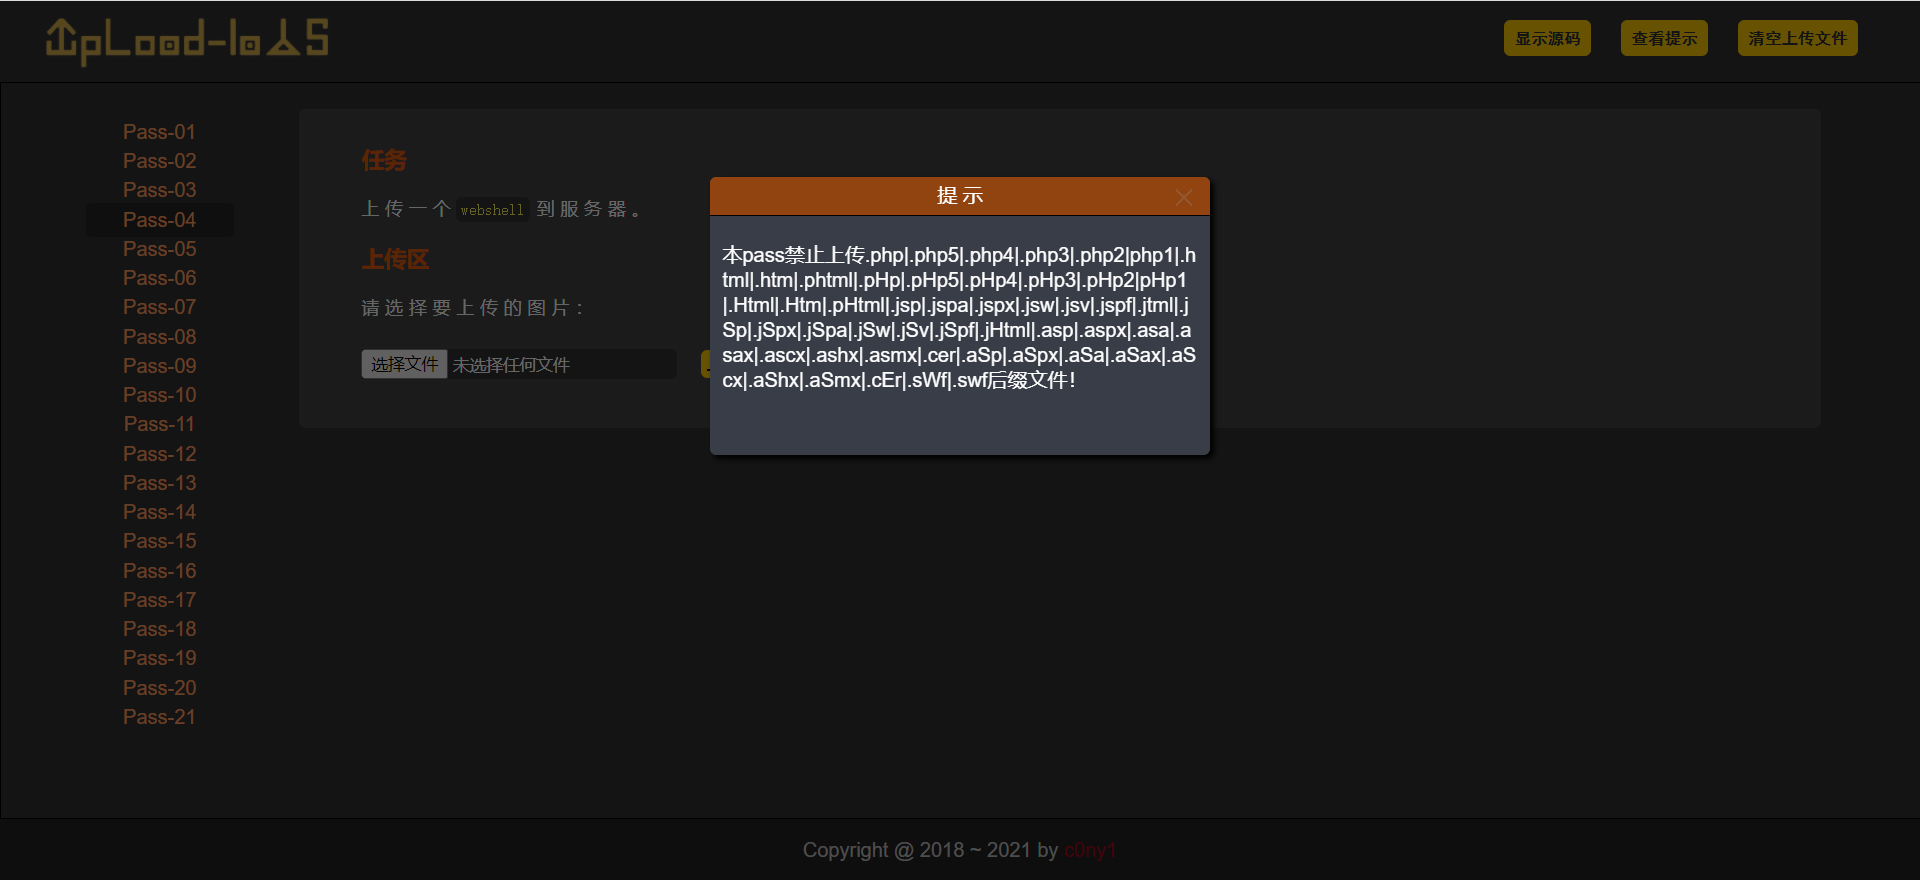 UpLoad-labs
显示源码
查看提示
清空上传文件
Pass-01
Pass-02
Pass-03
Pass-04
Pass-05
Pass-06
Pass-07
Pass-08
Pass-09
Pass-10
Pass-11
Pass-12
Pass-13
Pass-14
Pass-15
Pass-16
Pass-17
Pass-18
Pass-19
Pass-20
Pass-21
任务
上传一个 webshell 到服务器。
上传区
请选择要上传的图片：
选择文件 未选择任何文件
提示
本pass禁止上传.php|.php5|.php4|.php3|.php2|php1|.h
tml|.htm|.phtml|.pHp|.pHp5|.pHp4|.pHp3|.pHp2|pHp1
|.Html|.Htm|.pHtml|.jsp|.jspa|.jspx|.jsw|.jsv|.jspf|.jtml|.j
Sp|.jSpx|.jSpa|.jSw|.jSv|.jSpf|.jHtml|.asp|.aspx|.asa|.a
sax|.ascx|.ashx|.asmx|.cer|.aSp|.aSpx|.aSa|.aSax|.aS
cx|.aShx|.aSmx|.cEr|.sWf|.swf后缀文件！
Copyright @ 2018 ~ 2021 by c0ny1